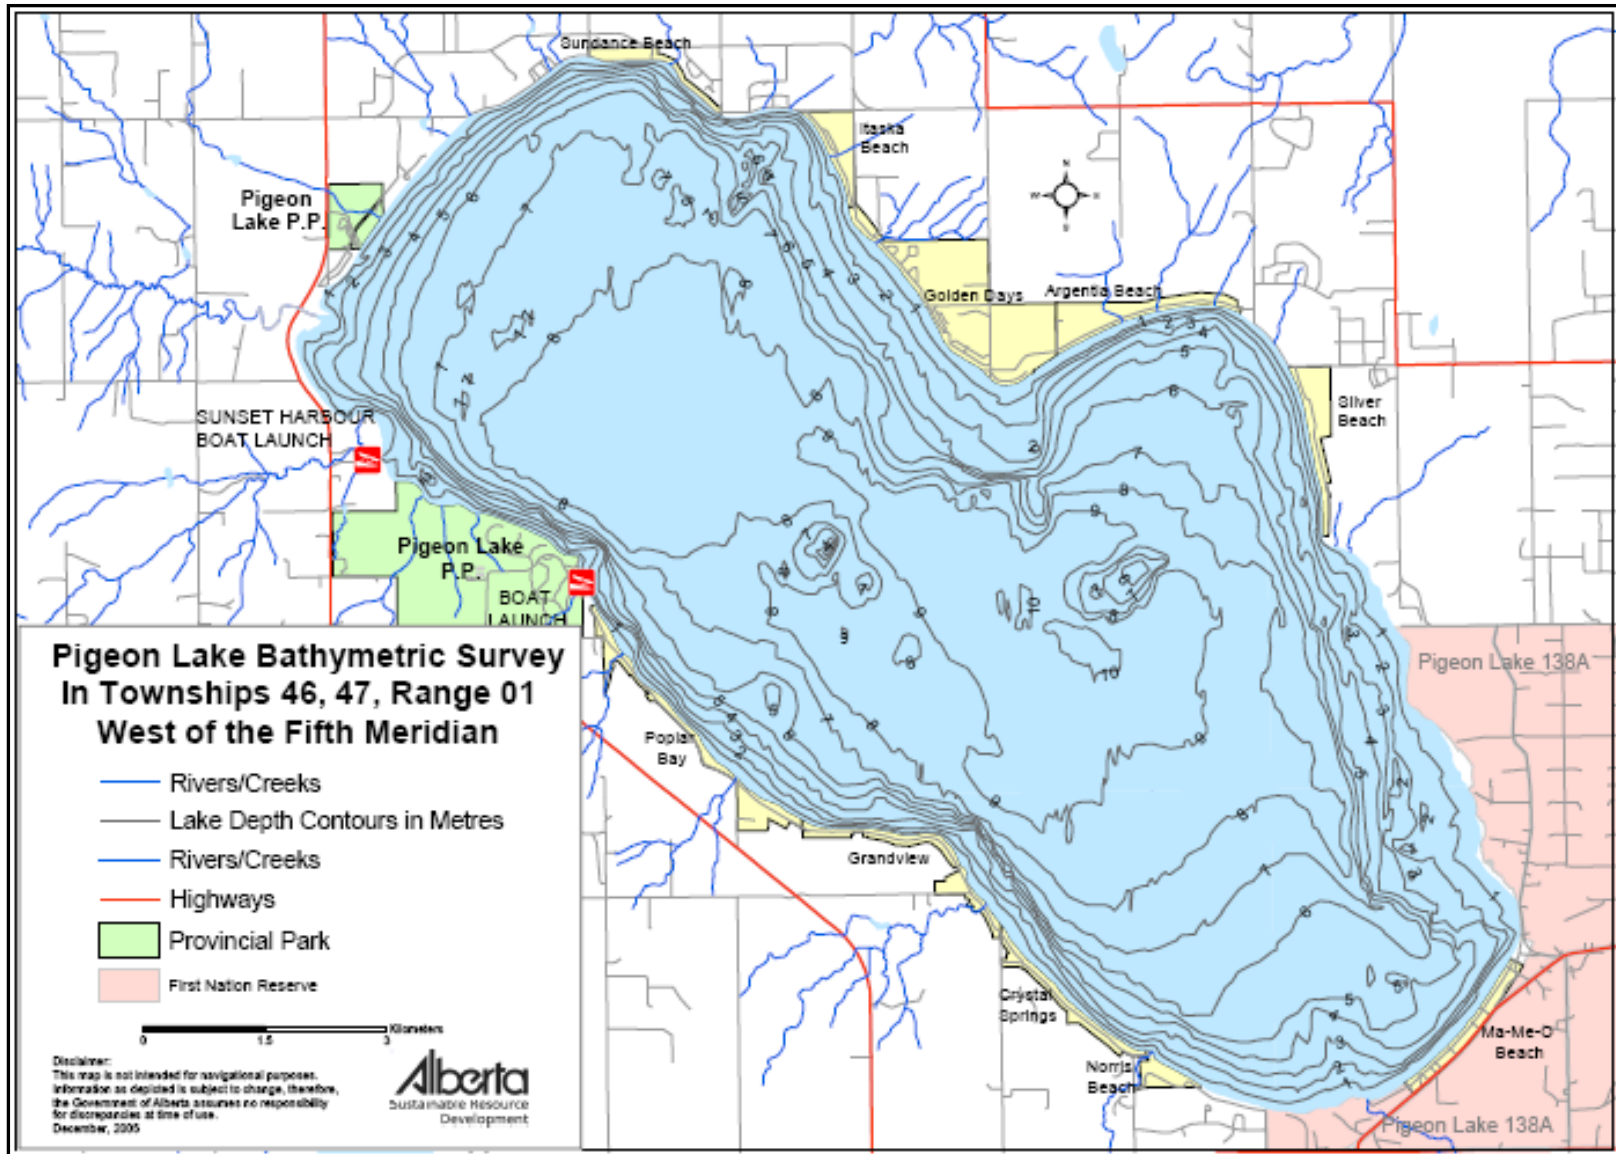 Sundance Beach
Itaska
Beach
Pigeon
Lake P.P.
N
W
S
Golden Days
Argentia Beach
Silver
Beach
SUNSET HARBOUR
BOAT LAUNCH
Pigeon Lake
P.P.
BOAT
LAUNCH
Pigeon Lake 138A
Poplar
Bay
Grandview
Crystal
Springs
Norris
Beach
Ma-Me-O
Beach
Pigeon Lake 138A
Pigeon Lake Bathymetric Survey
In Townships 46, 47, Range 01
West of the Fifth Meridian
Rivers/Creeks
Lake Depth Contours in Metres
Rivers/Creeks
Highways
Provincial Park
First Nation Reserve
Kilometers
0 1.5 3
Disclaimer:
This map is not intended for navigational purposes.
Information as depicted is subject to change, therefore,
the Government of Alberta assumes no responsibility
for discrepancies at time of use.
December, 2005
Alberta
Sustainable Resource
Development